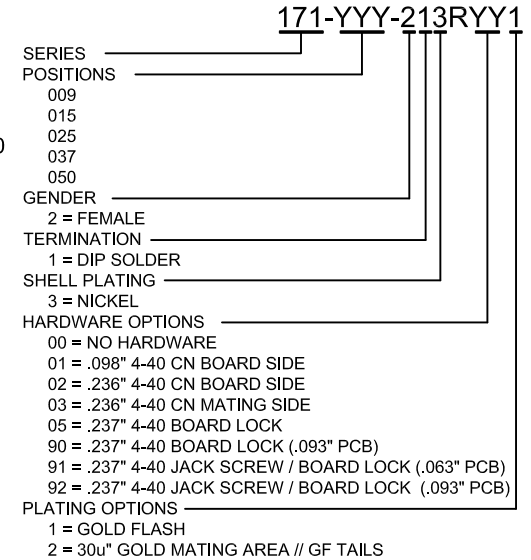 171-YYY-213RYY1
SERIES
POSITIONS
009
015
025
037
050
0
GENDER
2 = FEMALE
TERMINATION
1 = DIP SOLDER
SHELL PLATING
3 = NICKEL
HARDWARE OPTIONS
00 = NO HARDWARE
01 = .098" 4-40 CN BOARD SIDE
02 = .236" 4-40 CN BOARD SIDE
03 = .236" 4-40 CN MATING SIDE
05 = .237" 4-40 BOARD LOCK
90 = .237" 4-40 BOARD LOCK (.093" PCB)
91 = .237" 4-40 JACK SCREW / BOARD LOCK (.063" PCB)
92 = .237" 4-40 JACK SCREW / BOARD LOCK (.093" PCB)
PLATING OPTIONS
1 = GOLD FLASH
2 = 30u" GOLD MATING AREA // GF TAILS